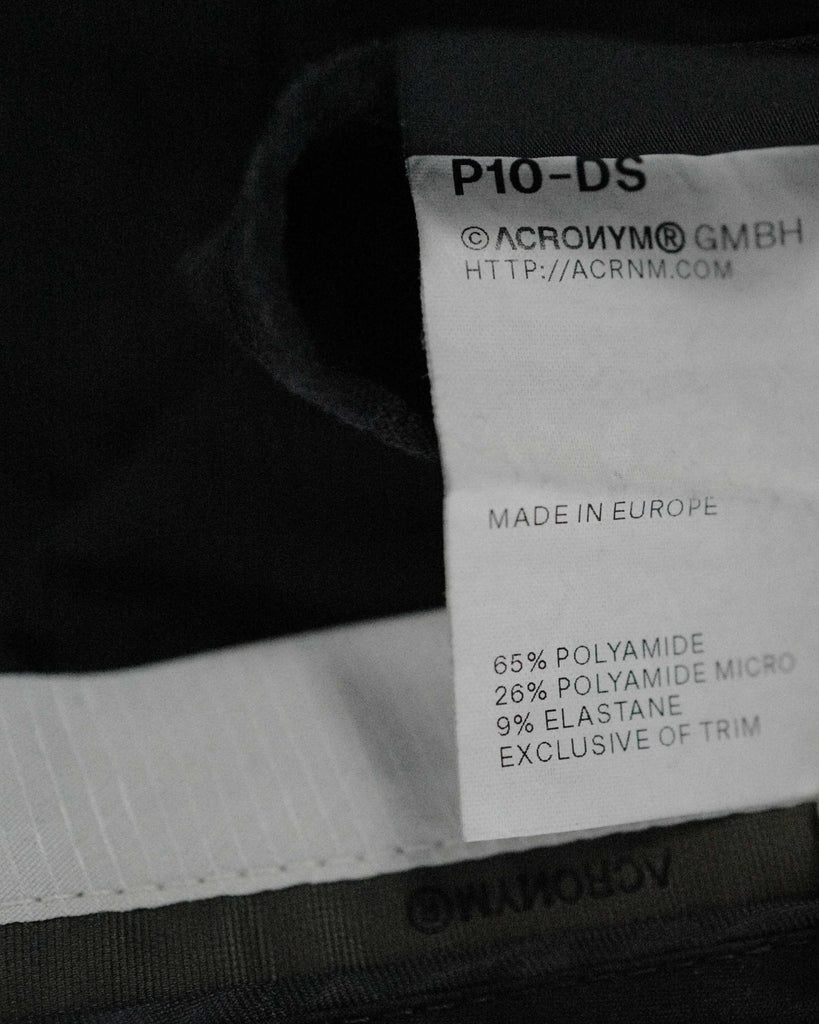 P10-DS
© ACRONYM® GMBH
HTTP://ACRNM.COM
MADE IN EUROPE
65% POLYAMIDE
26% POLYAMIDE MICRO
9% ELASTANE
EXCLUSIVE OF TRIM
ACRONYM®